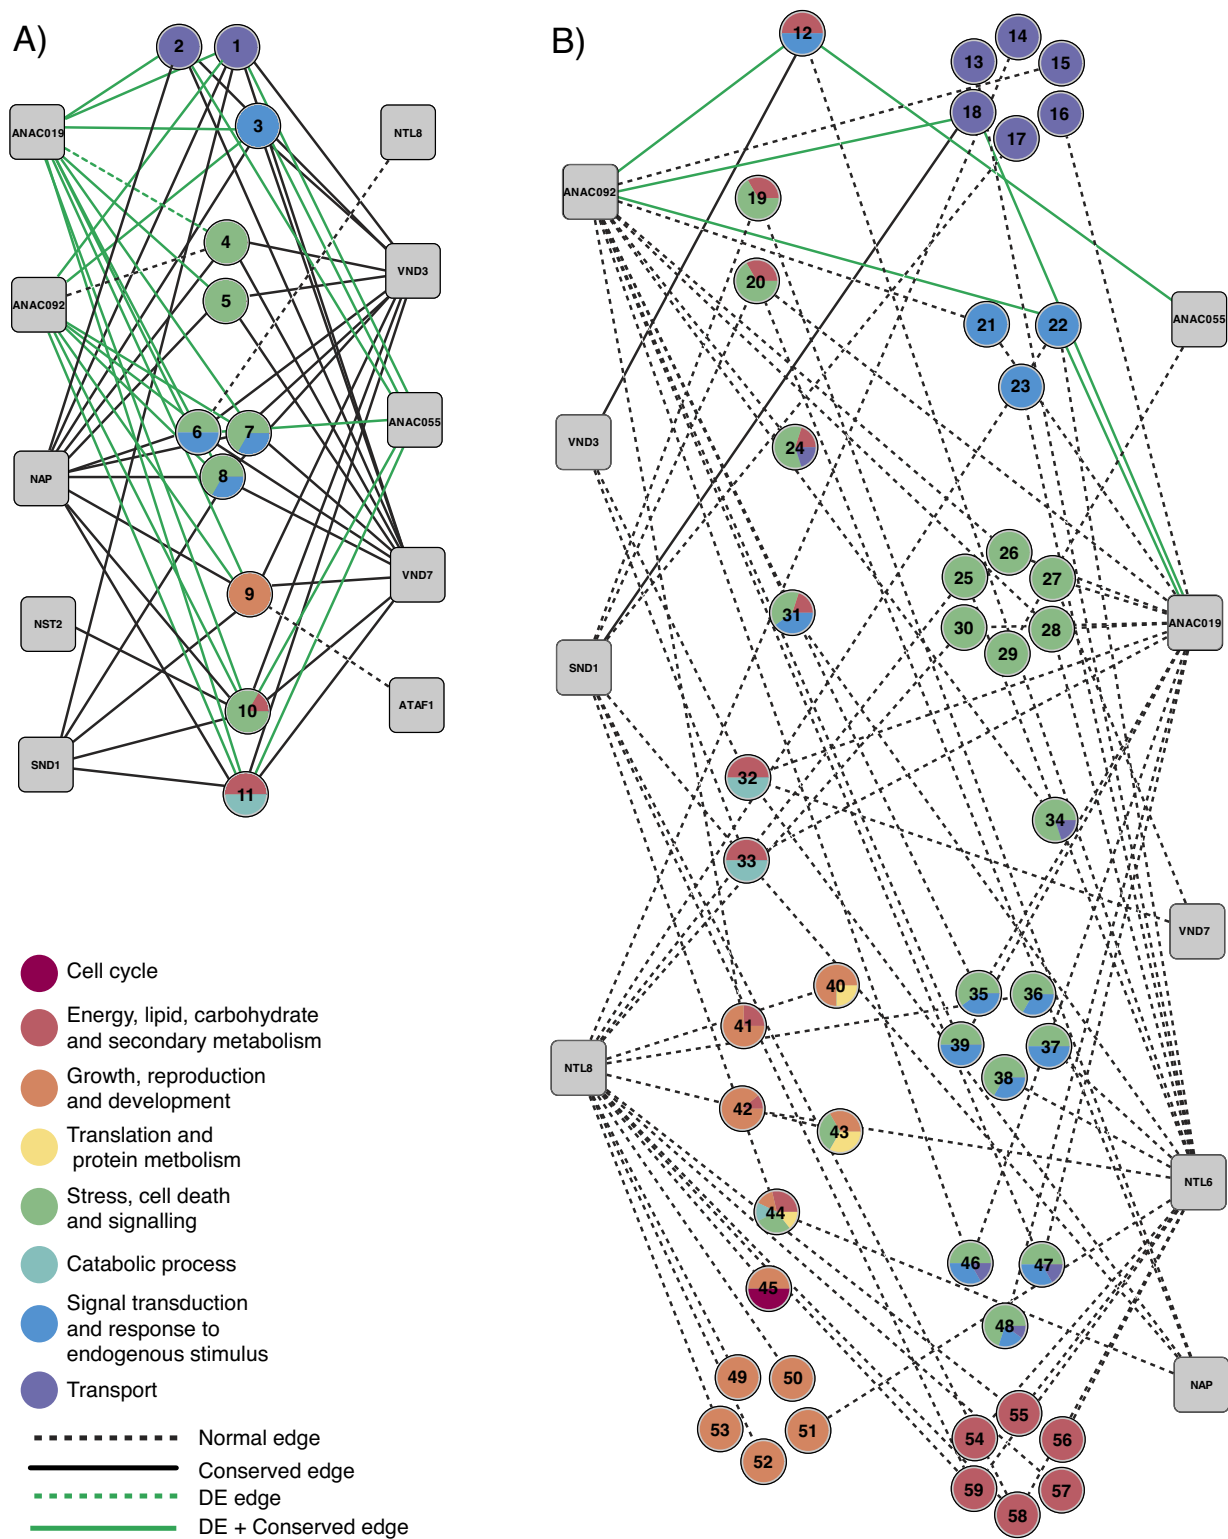 A)
2
1
ANAC019
3
NTL8
4
VND3
ANAC092
5
ANAC055
6
7
NAP
8
VND7
9
NST2
10
ATAF1
SND1
11
B)
12
13
14
15
18
16
17
ANAC092
19
20
ANAC055
21
22
23
VND3
24
26
25
27
30
28
29
31
ANAC019
SND1
32
34
33
VND7
40
35
36
41
39
37
NTL8
38
42
43
NTL6
44
46
47
45
48
49
50
NAP
53
51
52
55
54
56
59
57
58
Cell cycle
Energy, lipid, carbohydrate
and secondary metabolism
Growth, reproduction
and development
Translation and
protein metbolism
Stress, cell death
and signalling
Catabolic process
Signal transduction
and response to
endogenous stimulus
Transport
Normal edge
Conserved edge
DE edge
DE + Conserved edge